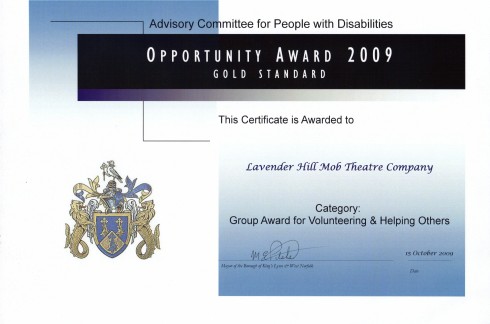 Advisory Committee for People with Disabilities
OPPORTUNITY AWARD 2009
GOLD STANDARD
This Certificate is Awarded to
Lavender Hill Mob Theatre Company
Category:
Group Award for Volunteering & Helping Others
15 October 2009
Mayor of the Borough of King's Lynn & West Norfolk
Date